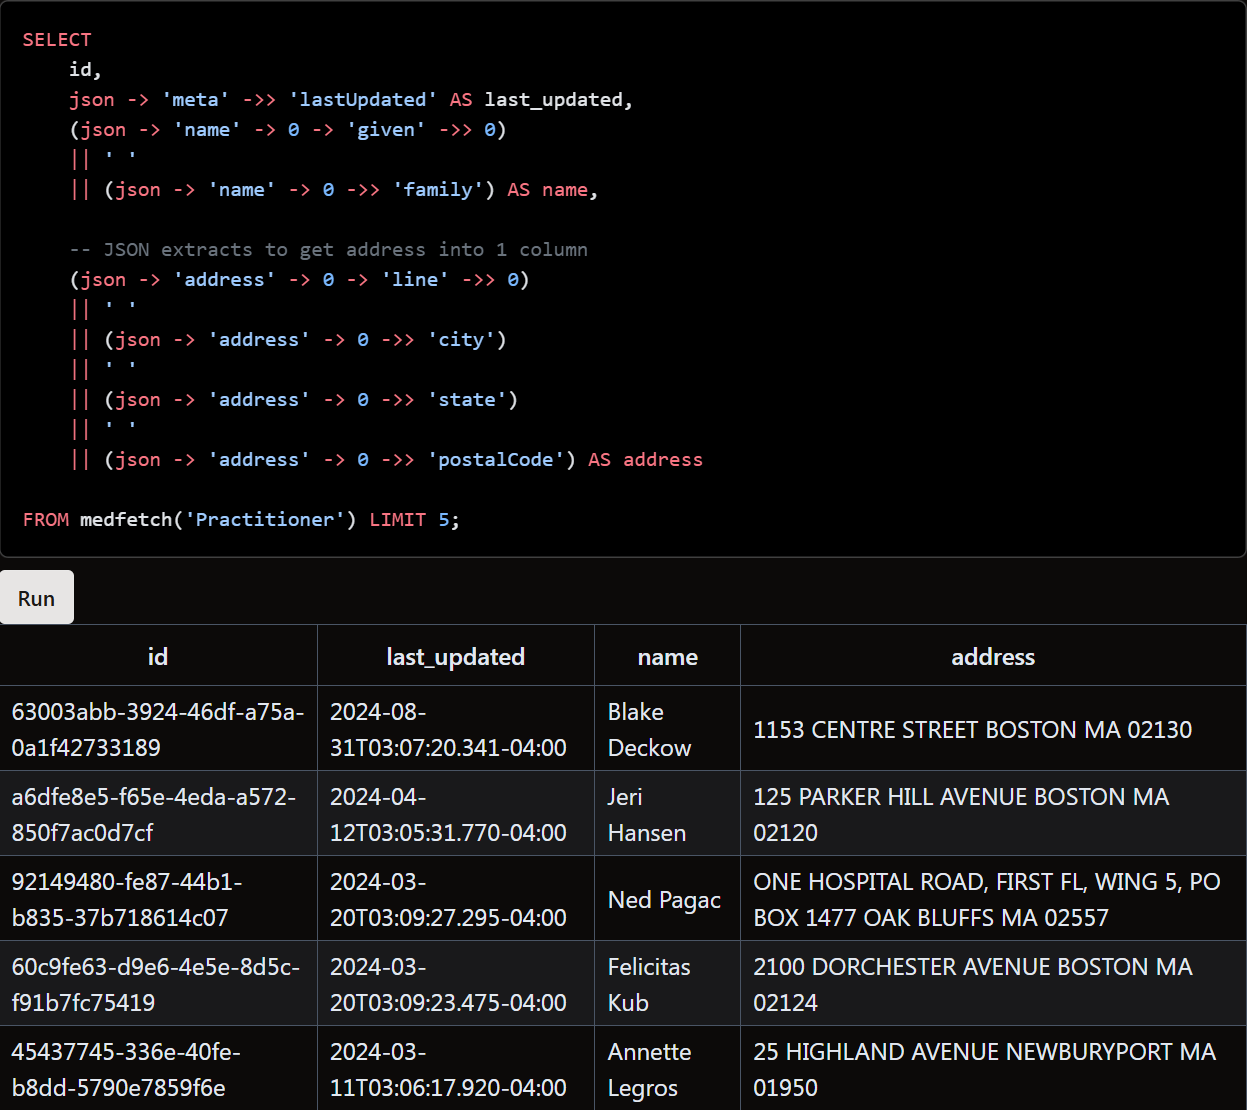 SELECT
    id,
    json -> 'meta' ->> 'lastUpdated' AS last_updated,
    (json -> 'name' -> 0 -> 'given' ->> 0)
    || ' '
    || (json -> 'name' -> 0 ->> 'family') AS name,

    -- JSON extracts to get address into 1 column
    (json -> 'address' -> 0 -> 'line' ->> 0)
    || ' '
    || (json -> 'address' -> 0 ->> 'city')
    || ' '
    || (json -> 'address' -> 0 ->> 'state')
    || ' '
    || (json -> 'address' -> 0 ->> 'postalCode') AS address

FROM medfetch('Practitioner') LIMIT 5;
Run
id last_updated name address
63003abb-3924-46df-a75a-
0a1f42733189
2024-08-
31T03:07:20.341-04:00
Blake
Deckow
1153 CENTRE STREET BOSTON MA 02130
a6dfe8e5-f65e-4eda-a572-
850f7ac0d7cf
2024-04-
12T03:05:31.770-04:00
Jeri
Hansen
125 PARKER HILL AVENUE BOSTON MA
02120
92149480-fe87-44b1-
b835-37b718614c07
2024-03-
20T03:09:27.295-04:00
Ned Pagac
ONE HOSPITAL ROAD, FIRST FL, WING 5, PO
BOX 1477 OAK BLUFFS MA 02557
60c9fe63-d9e6-4e5e-8d5c-
f91b7fc75419
2024-03-
20T03:09:23.475-04:00
Felicitas
Kub
2100 DORCHESTER AVENUE BOSTON MA
02124
45437745-336e-40fe-
b8dd-5790e7859f6e
2024-03-
11T03:06:17.920-04:00
Annette
Legros
25 HIGHLAND AVENUE NEWBURYPORT MA
01950